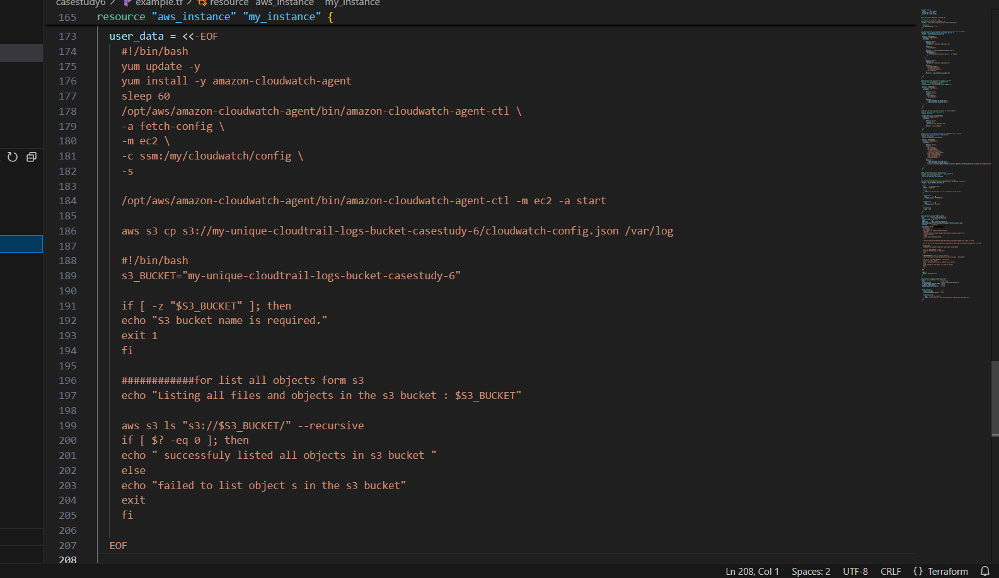 casestudy6 > example.tf > resource "aws_instance" "my_instance"
165 resource "aws_instance" "my_instance" {
173 user_data = <<-EOF
174 #!/bin/bash
175 yum update -y
176 yum install -y amazon-cloudwatch-agent
177 sleep 60
178 /opt/aws/amazon-cloudwatch-agent/bin/amazon-cloudwatch-agent-ctl \
179 -a fetch-config \
180 -m ec2 \
181 -c ssm:/my/cloudwatch/config \
182 -s
183
184 /opt/aws/amazon-cloudwatch-agent/bin/amazon-cloudwatch-agent-ctl -m ec2 -a start
185
186 aws s3 cp s3://my-unique-cloudtrail-logs-bucket-casestudy-6/cloudwatch-config.json /var/log
187
188 #!/bin/bash
189 s3_BUCKET="my-unique-cloudtrail-logs-bucket-casestudy-6"
190
191 if [ -z "$S3_BUCKET" ]; then
192 echo "S3 bucket name is required."
193 exit 1
194 fi
195
196 ############for list all objects form s3
197 echo "Listing all files and objects in the s3 bucket : $S3_BUCKET"
198
199 aws s3 ls "s3://$S3_BUCKET/" --recursive
200 if [ $? -eq 0 ]; then
201 echo " successfuly listed all objects in s3 bucket "
202 else
203 echo "failed to list object s in the s3 bucket"
204 exit
205 fi
206
207 EOF
208
Ln 208, Col 1 Spaces: 2 UTF-8 CRLF {} Terraform